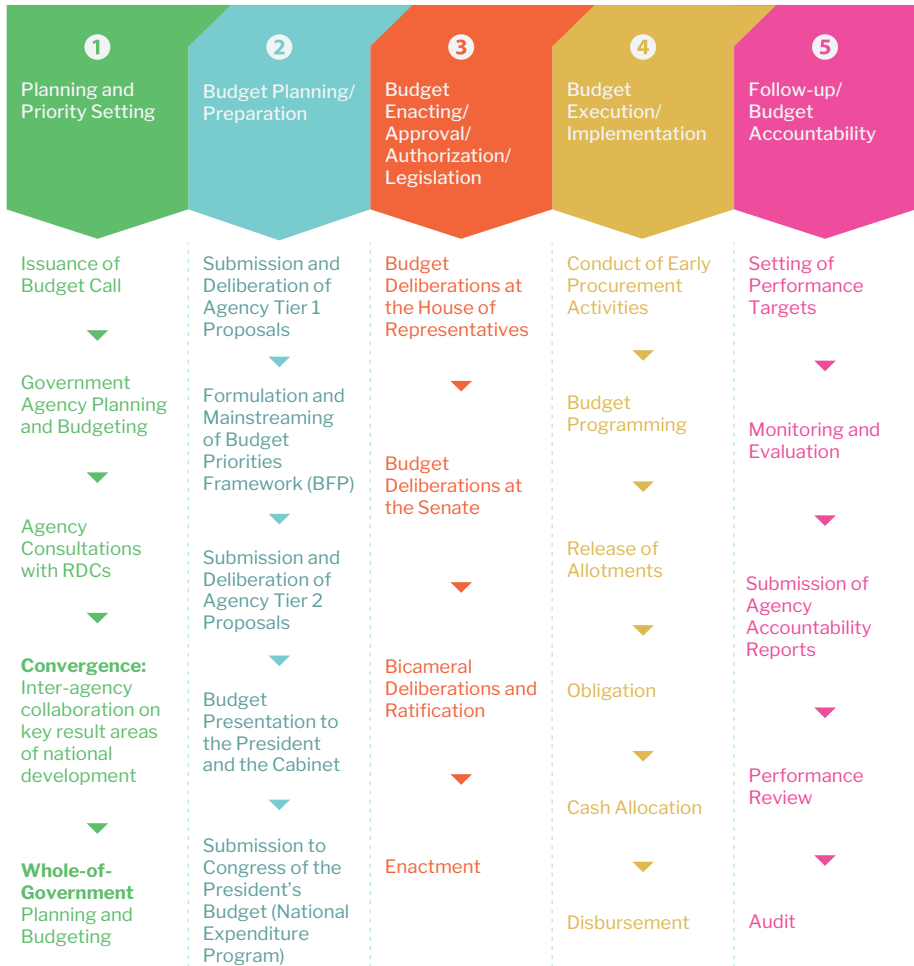 1
Planning and
Priority Setting
Issuance of
Budget Call
Government
Agency Planning
and Budgeting
Agency
Consultations
with RDCs
Convergence:
Inter-agency
collaboration on
key result areas
of national
development
Whole-of-
Government
Planning and
Budgeting
2
Budget Planning/
Preparation
Submission and
Deliberation of
Agency Tier 1
Proposals
Formulation and
Mainstreaming
of Budget
Priorities
Framework (BFP)
Submission and
Deliberation of
Agency Tier 2
Proposals
Budget
Presentation to
the President
and the Cabinet
Submission to
Congress of the
President's
Budget (National
Expenditure
Program)
3
Budget
Enacting/
Approval/
Authorization/
Legislation
Budget
Deliberations at
the House of
Representatives
Budget
Deliberations at
the Senate
Bicameral
Deliberations and
Ratification
Enactment
4
Budget
Execution/
Implementation
Conduct of Early
Procurement
Activities
Budget
Programming
Release of
Allotments
Obligation
Cash Allocation
Disbursement
5
Follow-up/
Budget
Accountability
Setting of
Performance
Targets
Monitoring and
Evaluation
Submission of
Agency
Accountability
Reports
Performance
Review
Audit